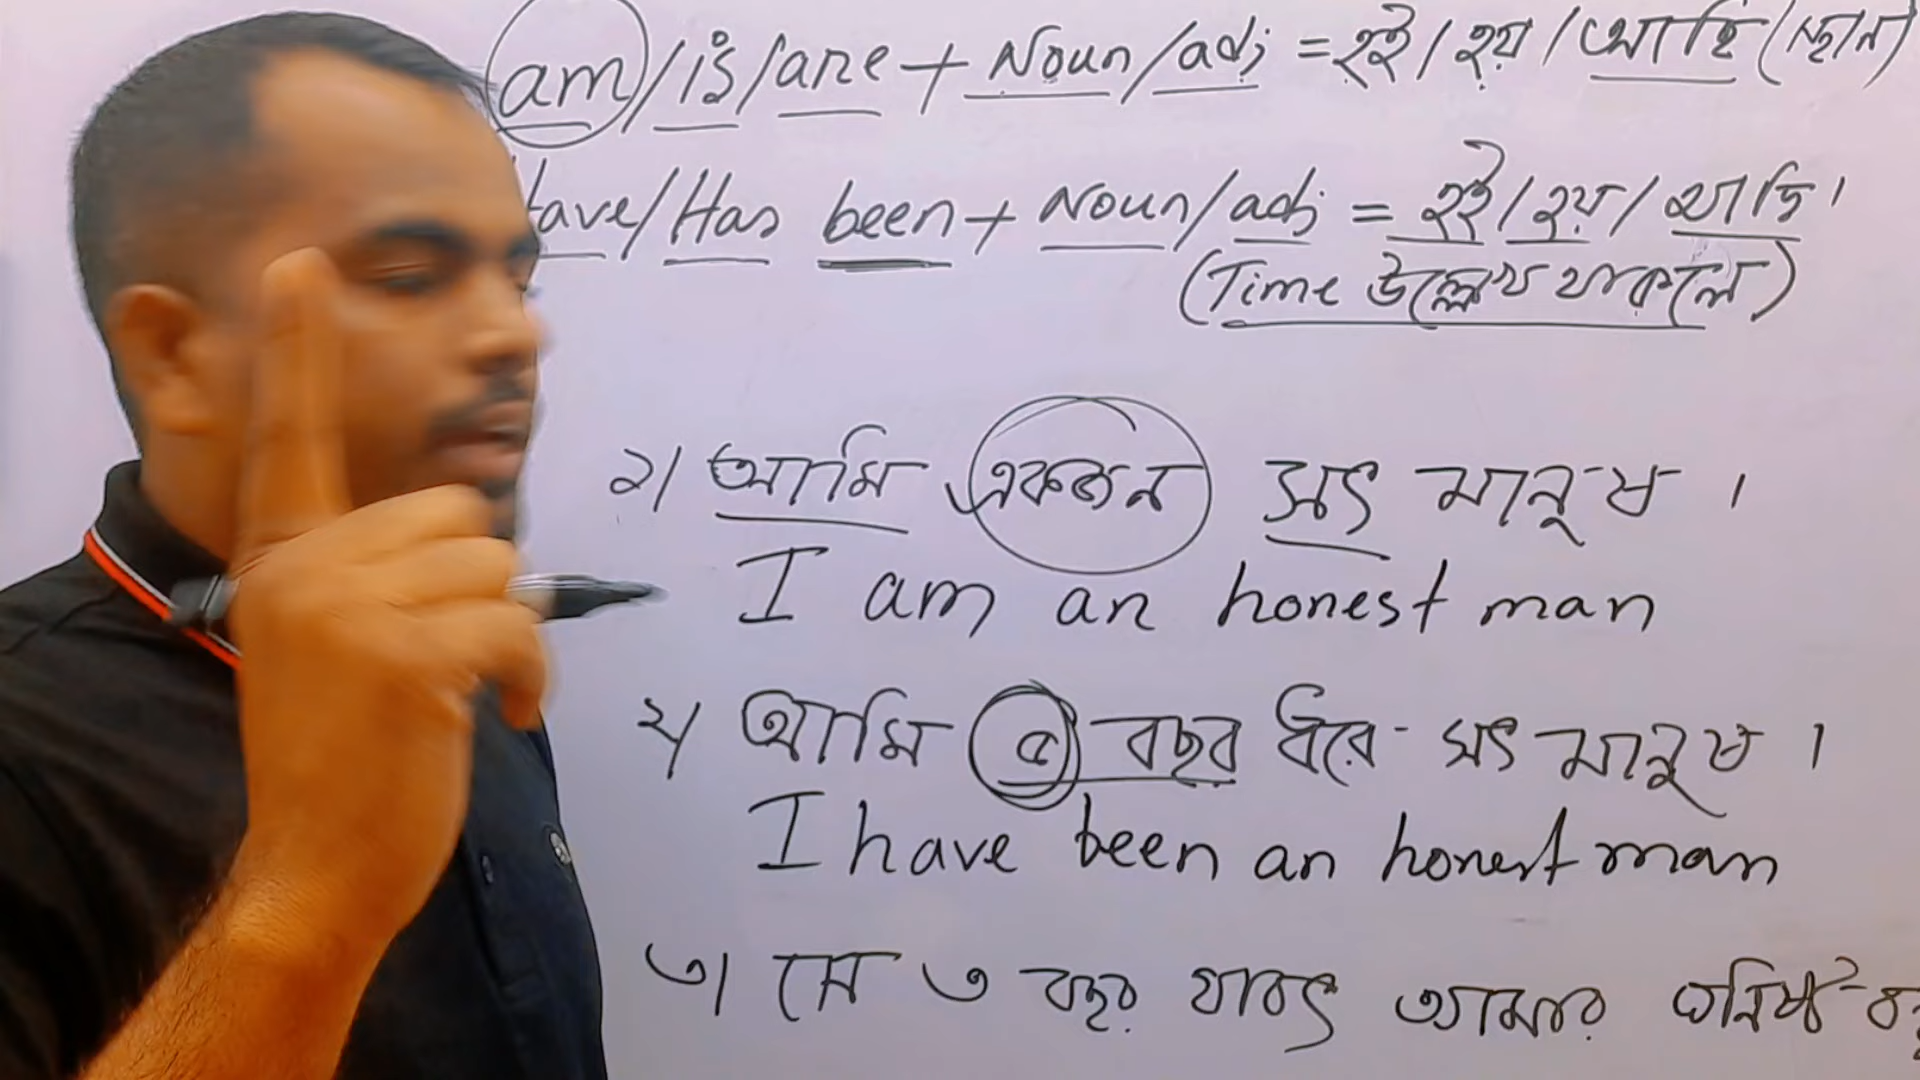 am/is/are + Noun/adj = হই/হয়/আছি (স্থান)
Have/Has been + Noun/adj = হই/হয়/আছি।
(Time উল্লেখ থাকলে)
১। আমি একজন সৎ মানুষ ।
I am an honest man
২। আমি ৫ বছর ধরে সৎ মানুষ ।
I have been an honest man
৩। সে ৩ বছর যাবৎ আমার ঘনিষ্ঠ